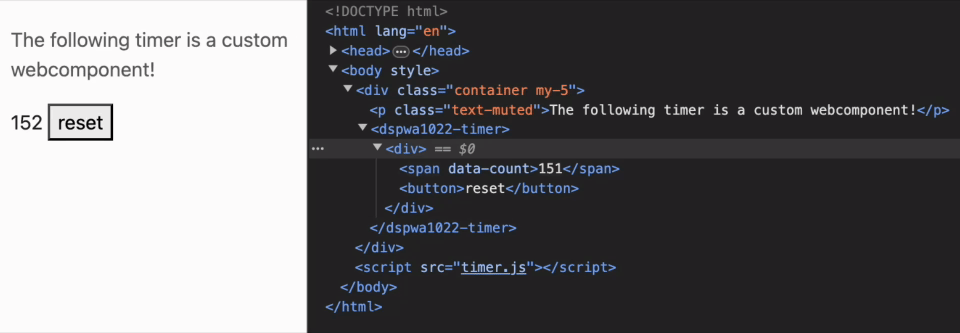 The following timer is a custom
webcomponent!
152 reset
<!DOCTYPE html>
<html lang="en">
<head>…</head>
<body style>
<div class="container my-5">
<p class="text-muted">The following timer is a custom webcomponent!</p>
<dspwa1022-timer>
… <div> == $0
<span data-count>151</span>
<button>reset</button>
</div>
</dspwa1022-timer>
</div>
<script src="timer.js"></script>
</body>
</html>